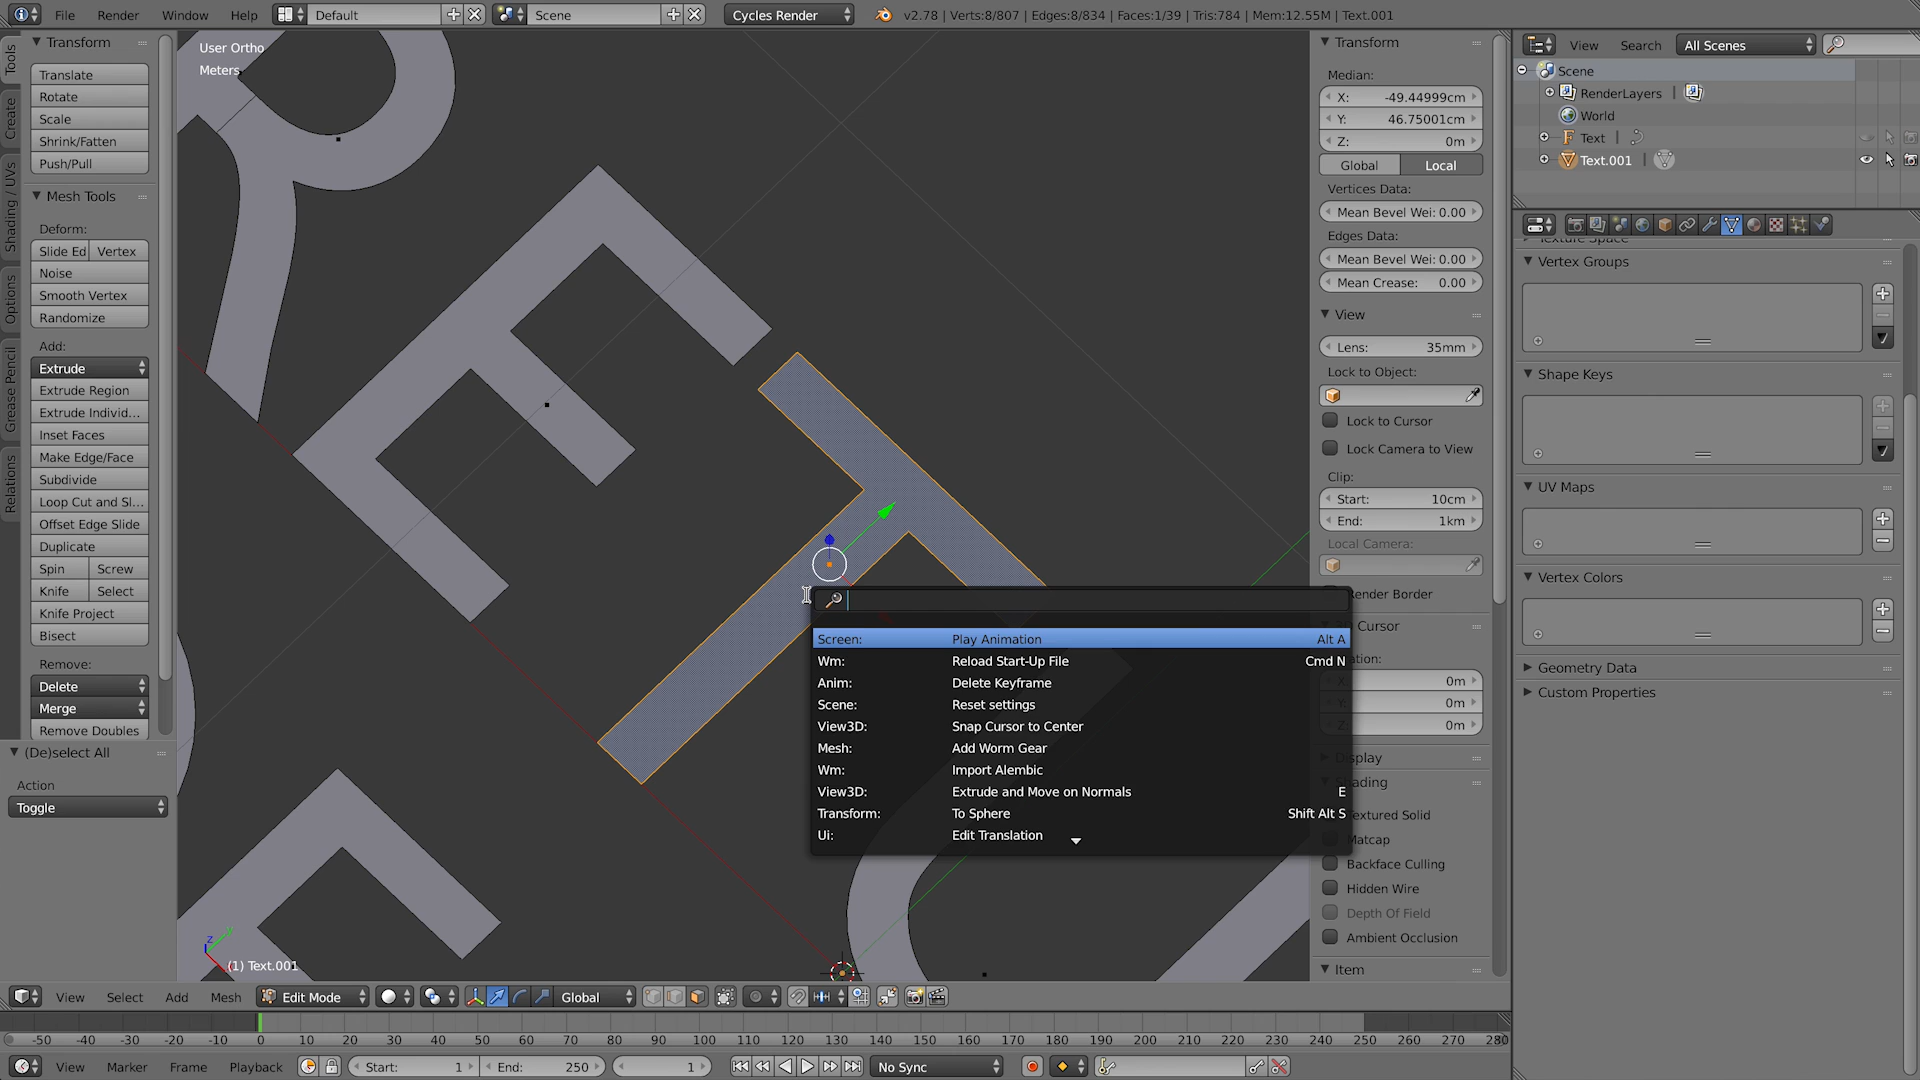 File Render Window Help Default Scene Cycles Render v2.78 | Verts:8/807 | Edges:8/834 | Faces:1/39 | Tris:784 | Mem:12.55M | Text.001
Tools
Create
Shading / UVs
Options
Grease Pencil
Relations
Transform
Translate
Rotate
Scale
Shrink/Fatten
Push/Pull
Mesh Tools
Deform:
Slide Ed Vertex
Noise
Smooth Vertex
Randomize
Add:
Extrude
Extrude Region
Extrude Individ...
Inset Faces
Make Edge/Face
Subdivide
Loop Cut and Sl...
Offset Edge Slide
Duplicate
Spin Screw
Knife Select
Knife Project
Bisect
Remove:
Delete
Merge
Remove Doubles
(De)select All
Action
Toggle
User Ortho
Meters
z
(1) Text.001
Screen: Play Animation Alt A
Wm: Reload Start-Up File Cmd N
Anim: Delete Keyframe
Scene: Reset settings
View3D: Snap Cursor to Center
Mesh: Add Worm Gear
Wm: Import Alembic
View3D: Extrude and Move on Normals E
Transform: To Sphere Shift Alt S
Ui: Edit Translation
Transform
Median:
X: -49.44999cm
Y: 46.75001cm
Z: 0m
Global Local
Vertices Data:
Mean Bevel Wei: 0.00
Edges Data:
Mean Bevel Wei: 0.00
Mean Crease: 0.00
View
Lens: 35mm
Lock to Object:
Lock to Cursor
Lock Camera to View
Clip:
Start: 10cm
End: 1km
Local Camera:
Render Border
Cursor
ation:
0m
0m
0m
Display
ading
extured Solid
Matcap
Backface Culling
Hidden Wire
Depth Of Field
Ambient Occlusion
Item
View Search All Scenes
Scene
RenderLayers |
World
Text |
Text.001 |
Texture Space
Vertex Groups
Shape Keys
UV Maps
Vertex Colors
Geometry Data
Custom Properties
View Select Add Mesh Edit Mode Global
-50 -40 -30 -20 -10 0 10 20 30 40 50 60 70 80 90 100 110 120 130 140 150 160 170 180 190 200 210 220 230 240 250 260 270 280
View Marker Frame Playback Start: 1 End: 250 1 No Sync